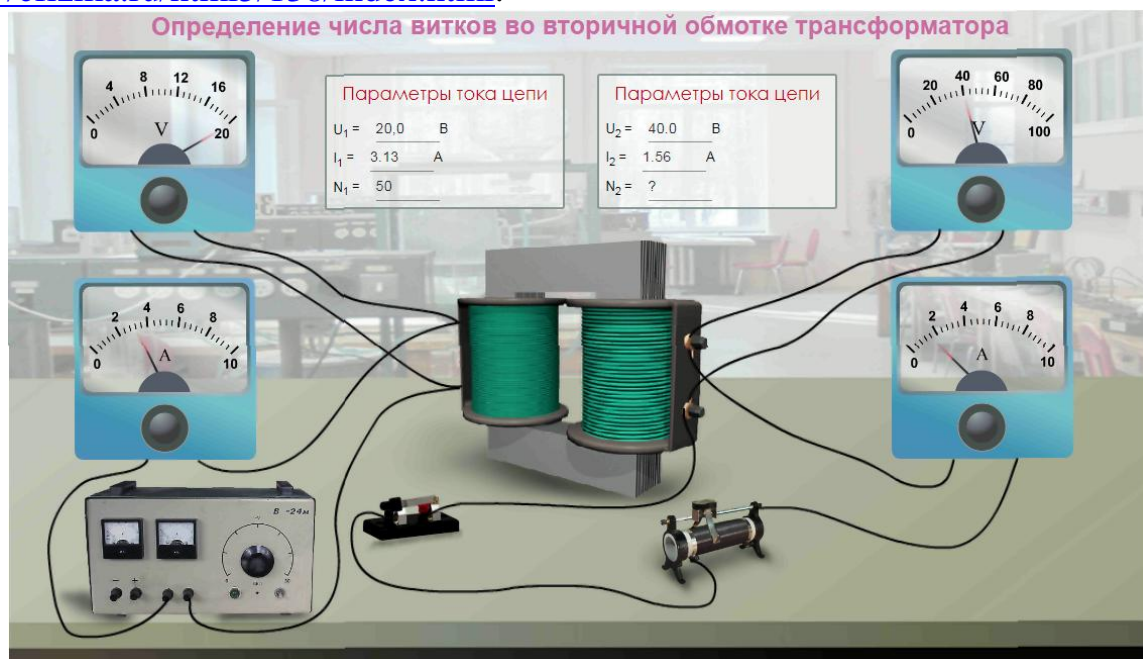 Определение числа витков во вторичной обмотке трансформатора
4 8 12 16
0 V 20
Параметры тока цепи
U₁ = 20,0 В
I₁ = 3.13 А
N₁ = 50
Параметры тока цепи
U₂ = 40.0 В
I₂ = 1.56 А
N₂ = ?
20 40 60 80
0 V 100
2 4 6 8
0 A 10
2 4 6 8
0 A 10
В -24м
− +